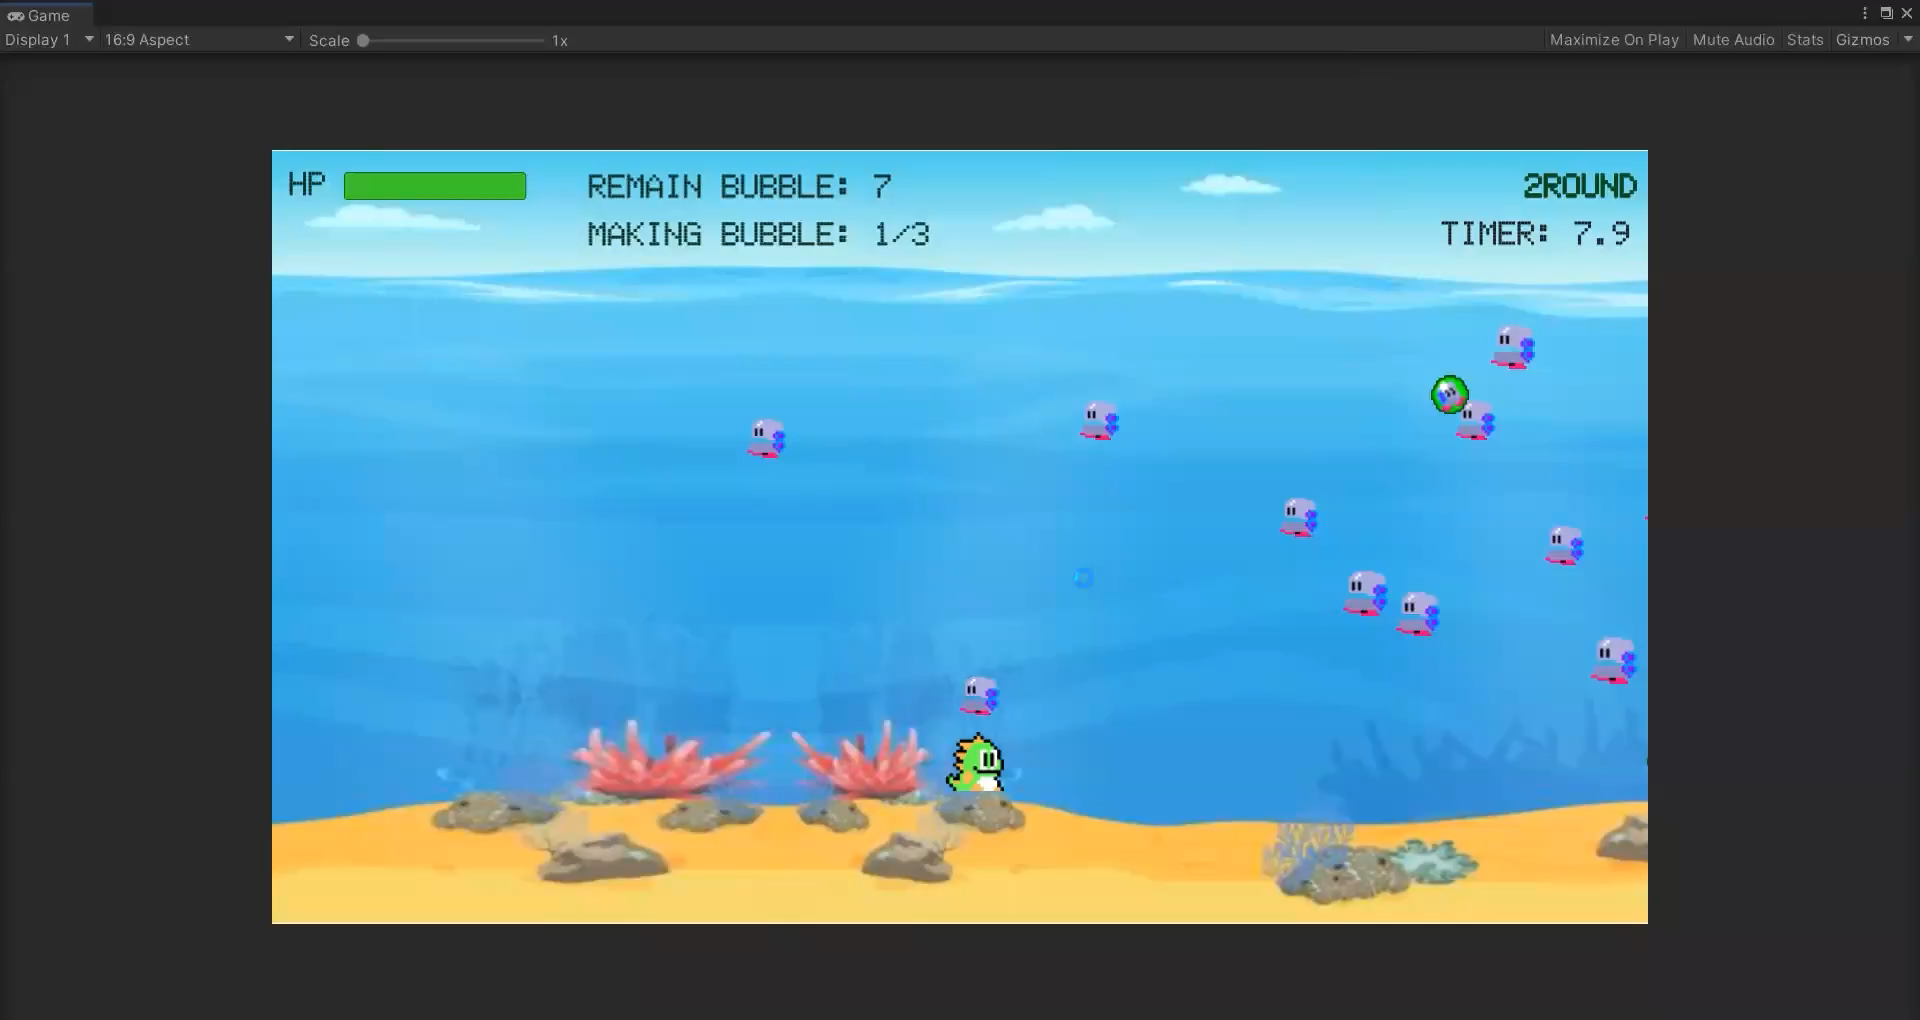 Game
Display 1 16:9 Aspect Scale 1x Maximize On Play Mute Audio Stats Gizmos
HP REMAIN BUBBLE: 7 2ROUND
MAKING BUBBLE: 1/3 TIMER: 7.9